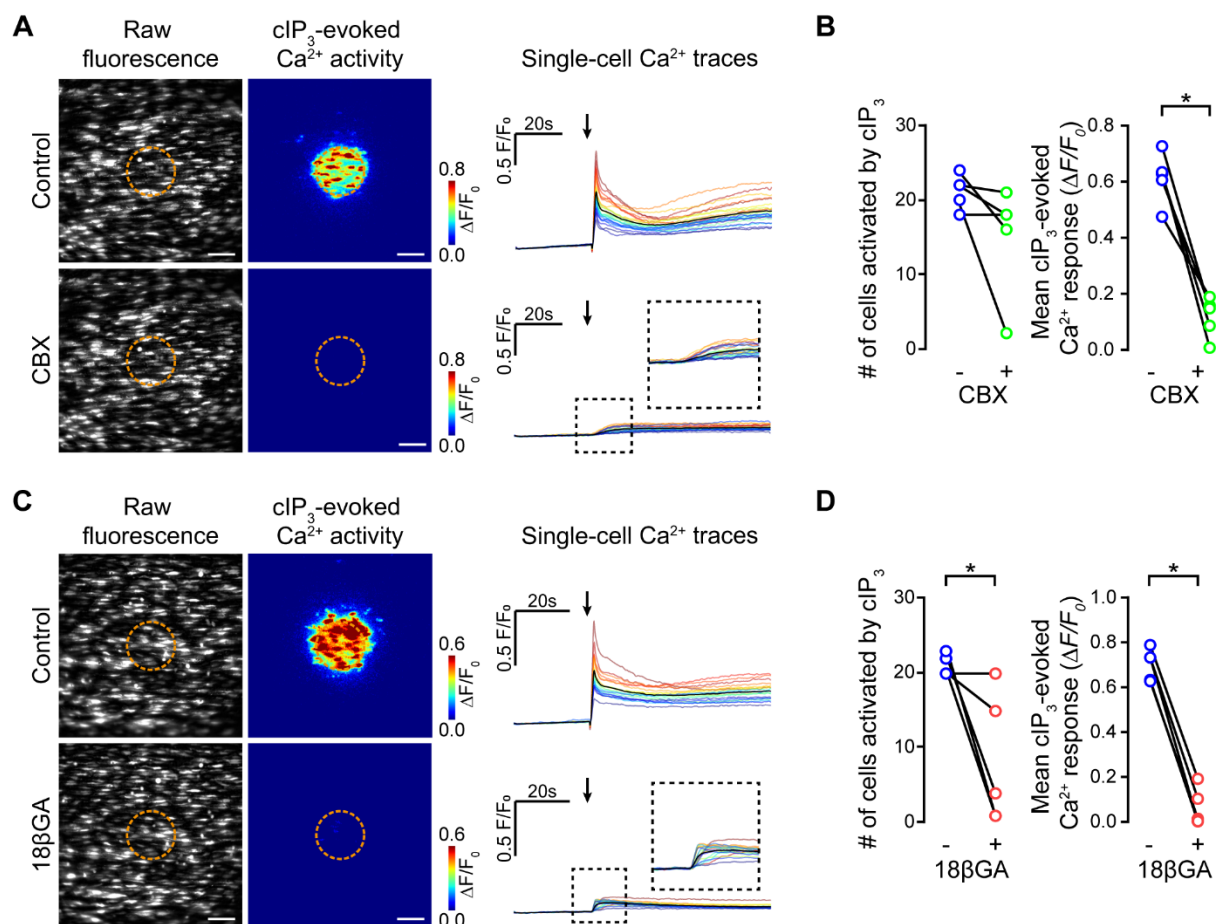 A
Raw
fluorescence
cIP₃-evoked
Ca²⁺ activity
Single-cell Ca²⁺ traces
Control
0.8
ΔF/F₀
0.0
20s
0.5 F/F₀
CBX
0.8
ΔF/F₀
0.0
20s
0.5 F/F₀
B
# of cells activated by cIP₃
30
20
10
0
- +
CBX
Mean cIP₃-evoked
Ca²⁺ response (ΔF/F₀)
0.8
0.6
0.4
0.2
0.0
*
- +
CBX
C
Raw
fluorescence
cIP₃-evoked
Ca²⁺ activity
Single-cell Ca²⁺ traces
Control
0.6
ΔF/F₀
0.0
20s
0.5 F/F₀
18βGA
0.6
ΔF/F₀
0.0
20s
0.5 F/F₀
D
# of cells activated by cIP₃
30
20
10
0
*
- +
18βGA
Mean cIP₃-evoked
Ca²⁺ response (ΔF/F₀)
1.0
0.8
0.6
0.4
0.2
0.0
*
- +
18βGA